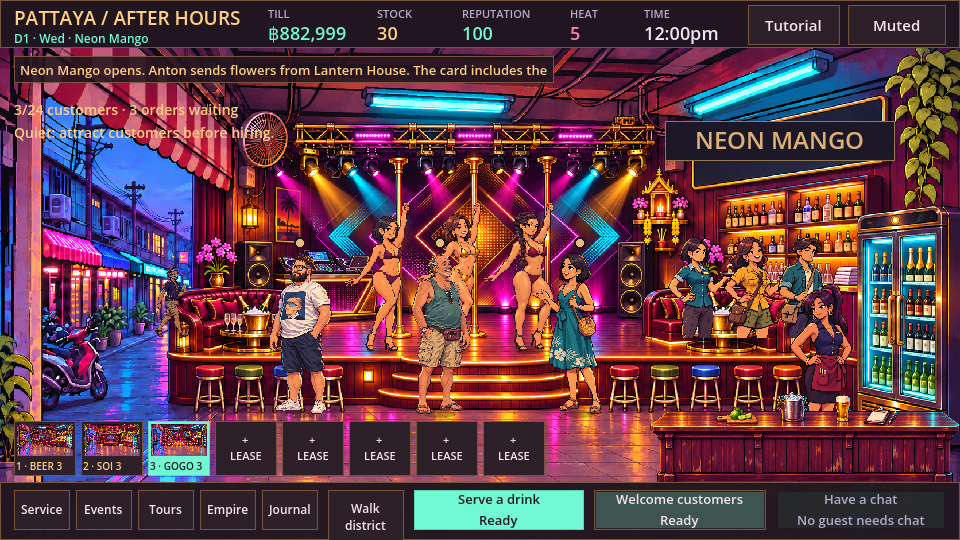 PATTAYA / AFTER HOURS
D1 · Wed · Neon Mango
TILL
฿882,999
STOCK
30
REPUTATION
100
HEAT
5
TIME
12:00pm
Tutorial
Muted
Neon Mango opens. Anton sends flowers from Lantern House. The card includes the
3/24 customers · 3 orders waiting
Quiet: attract customers before hiring.
NEON MANGO
1 · BEER 3
2 · SOI 3
3 · GOGO 3
+
LEASE
+
LEASE
+
LEASE
+
LEASE
+
LEASE
Service
Events
Tours
Empire
Journal
Walk
district
Serve a drink
Ready
Welcome customers
Ready
Have a chat
No guest needs chat